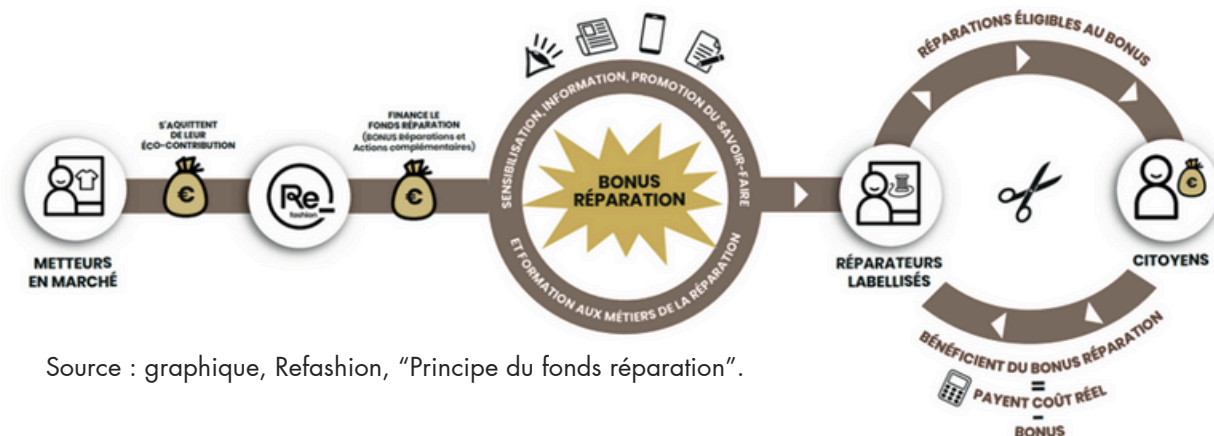 METTEURS
EN MARCHÉ
S'AQUITTENT
DE LEUR
ÉCO-CONTRIBUTION
€
Re_
fashion
FINANCE LE
FONDS RÉPARATION
(BONUS Réparations et
Actions complémentaires)
€
SENSIBILISATION, INFORMATION, PROMOTION DU SAVOIR-FAIRE
ET FORMATION AUX MÉTIERS DE LA RÉPARATION
BONUS
RÉPARATION
RÉPARATEURS
LABELLISÉS
RÉPARATIONS ÉLIGIBLES AU BONUS
€
CITOYENS
BÉNÉFICIENT DU BONUS RÉPARATION
=
PAYENT COÛT RÉEL
-
BONUS
Source : graphique, Refashion, “Principe du fonds réparation”.